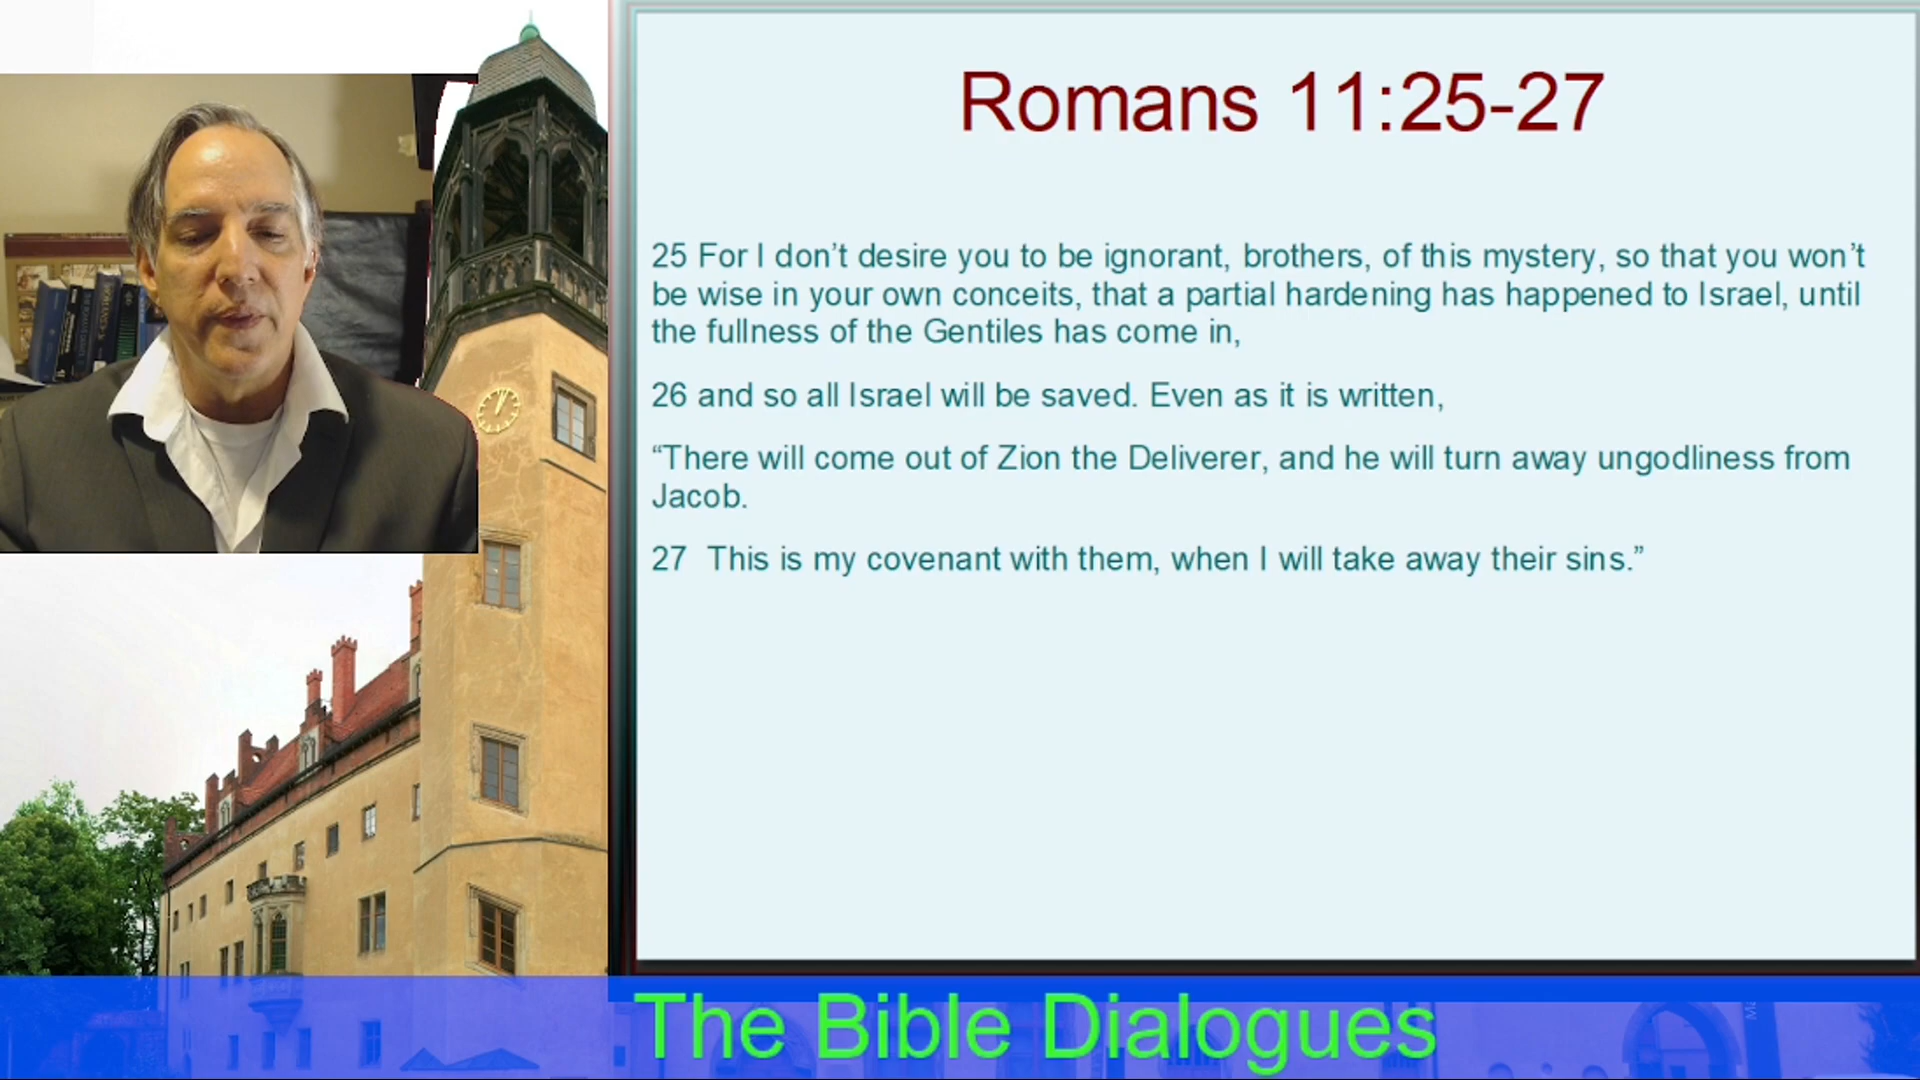 Romans 11:25-27
25 For I don’t desire you to be ignorant, brothers, of this mystery, so that you won’t
be wise in your own conceits, that a partial hardening has happened to Israel, until
the fullness of the Gentiles has come in,
26 and so all Israel will be saved. Even as it is written,
“There will come out of Zion the Deliverer, and he will turn away ungodliness from
Jacob.
27  This is my covenant with them, when I will take away their sins.”
The Bible Dialogues